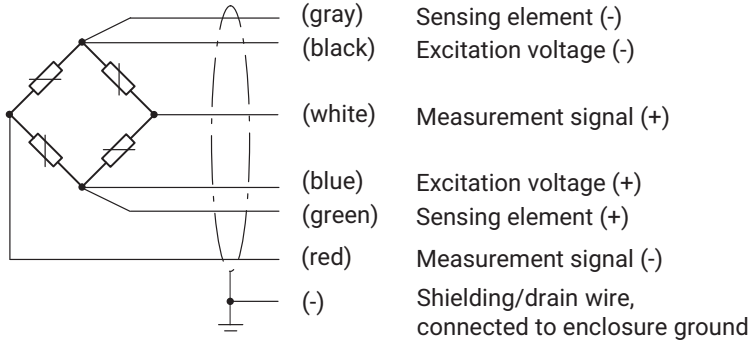 (gray) Sensing element (-)
(black) Excitation voltage (-)
(white) Measurement signal (+)
(blue) Excitation voltage (+)
(green) Sensing element (+)
(red) Measurement signal (-)
(-) Shielding/drain wire,
connected to enclosure ground